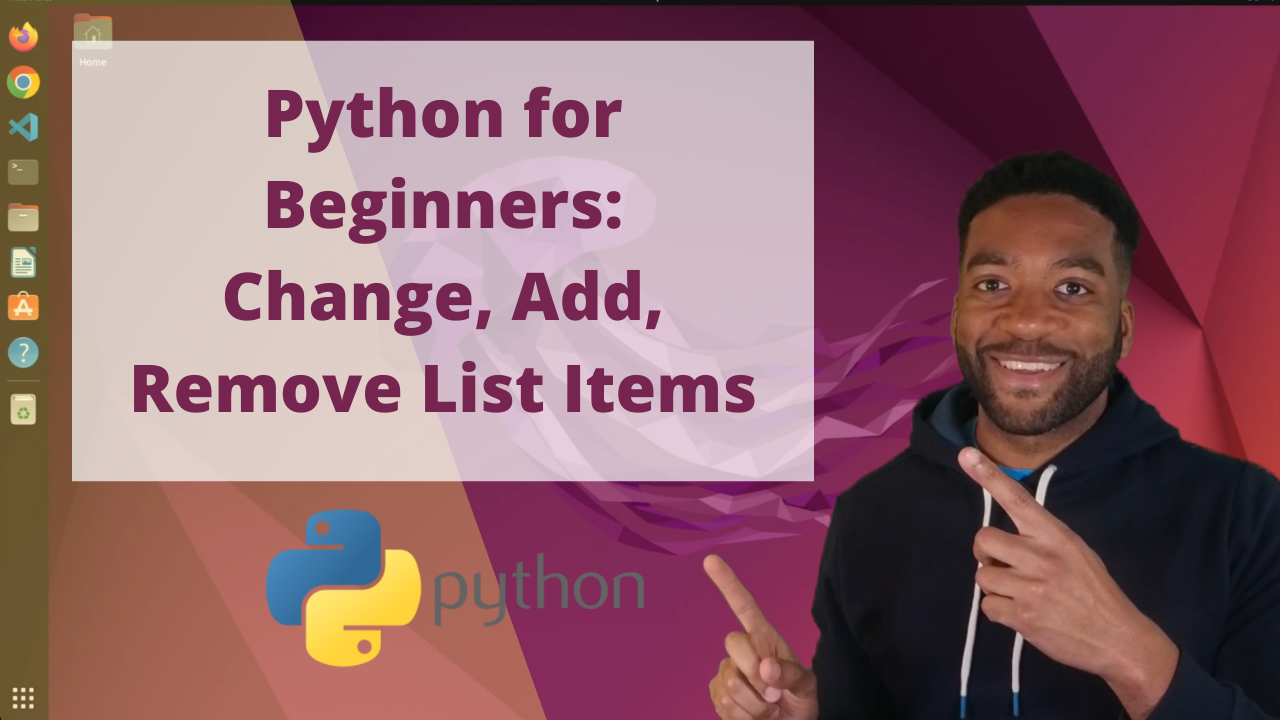 Home
Python for
Beginners:
Change, Add,
Remove List Items
python